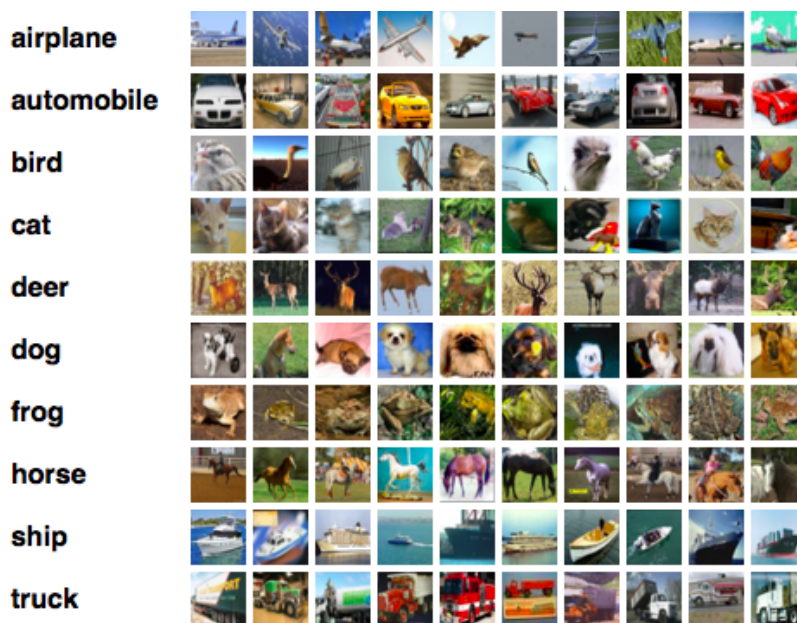 airplane
automobile
bird
cat
deer
dog
frog
horse
ship
truck